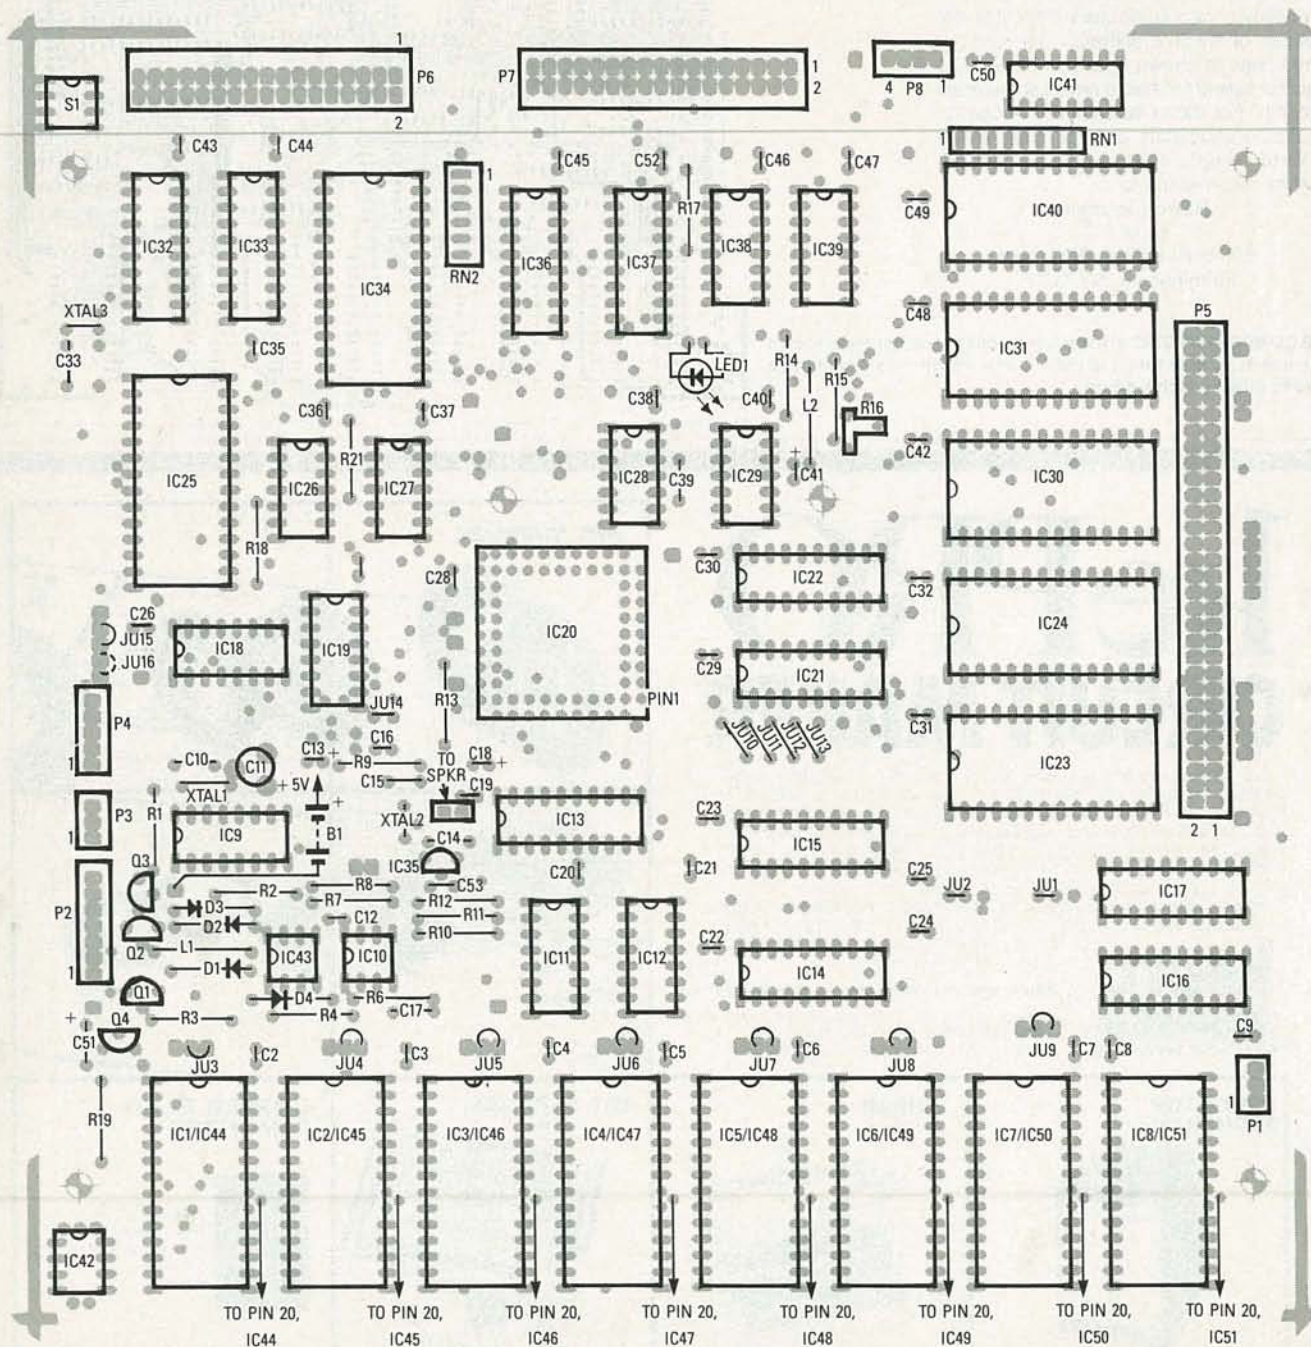 1
P6
P7
1
2
4
P8
1
C50
IC41
S1
2
C43
C44
C45
C52
C46
C47
1
RN1
1
R17
C49
IC32
IC33
IC34
RN2
IC36
IC37
IC38
IC39
IC40
XTAL3
C33
C35
LED1
R14
R15
C48
IC31
P5
C36
C37
C38
C40
L2
R16
C42
IC25
R21
IC26
IC27
IC28
C39
IC29
+
C41
IC30
R18
C28
C30
IC22
C32
C26
JU15
JU16
IC18
IC19
IC20
IC24
C29
IC21
P4
1
JU14
R13
PIN1
JU10
JU11
JU12
JU13
C31
C16
C10
C11
C13
+
R9
TO
SPKR
C18
+
C15
C19
IC23
XTAL1
+ 5V
+
P3
1
R1
IC9
B1
XTAL2
C14
IC13
C23
IC15
2 1
Q3
IC35
C20
C21
C25
JU2
JU1
IC17
P2
1
R2
R8
R7
C53
R12
D3
D2
C12
R11
R10
Q2
L1
IC43
IC10
IC11
IC12
C22
IC14
C24
IC16
D1
Q1
D4
R6
R4
C17
R3
+
C51
Q4
JU3
C2
JU4
C3
JU5
C4
JU6
C5
JU7
C6
JU8
JU9
C7
C8
C9
R19
IC1/IC44
IC2/IC45
IC3/IC46
IC4/IC47
IC5/IC48
IC6/IC49
IC7/IC50
IC8/IC51
1
P1
IC42
TO PIN 20,
IC44
TO PIN 20,
IC45
TO PIN 20,
IC46
TO PIN 20,
IC47
TO PIN 20,
IC48
TO PIN 20,
IC49
TO PIN 20,
IC50
TO PIN 20,
IC51